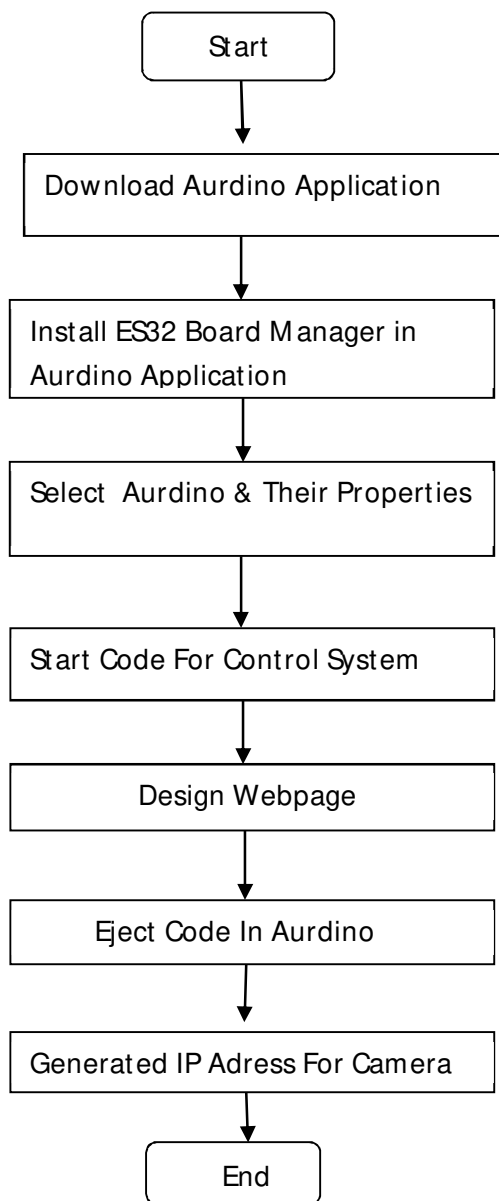 Start
Download Aurdino Application
Install ES32 Board Manager in
Aurdino Application
Select Aurdino & Their Properties
Start Code For Control System
Design Webpage
Eject Code In Aurdino
Generated IP Adress For Camera
End